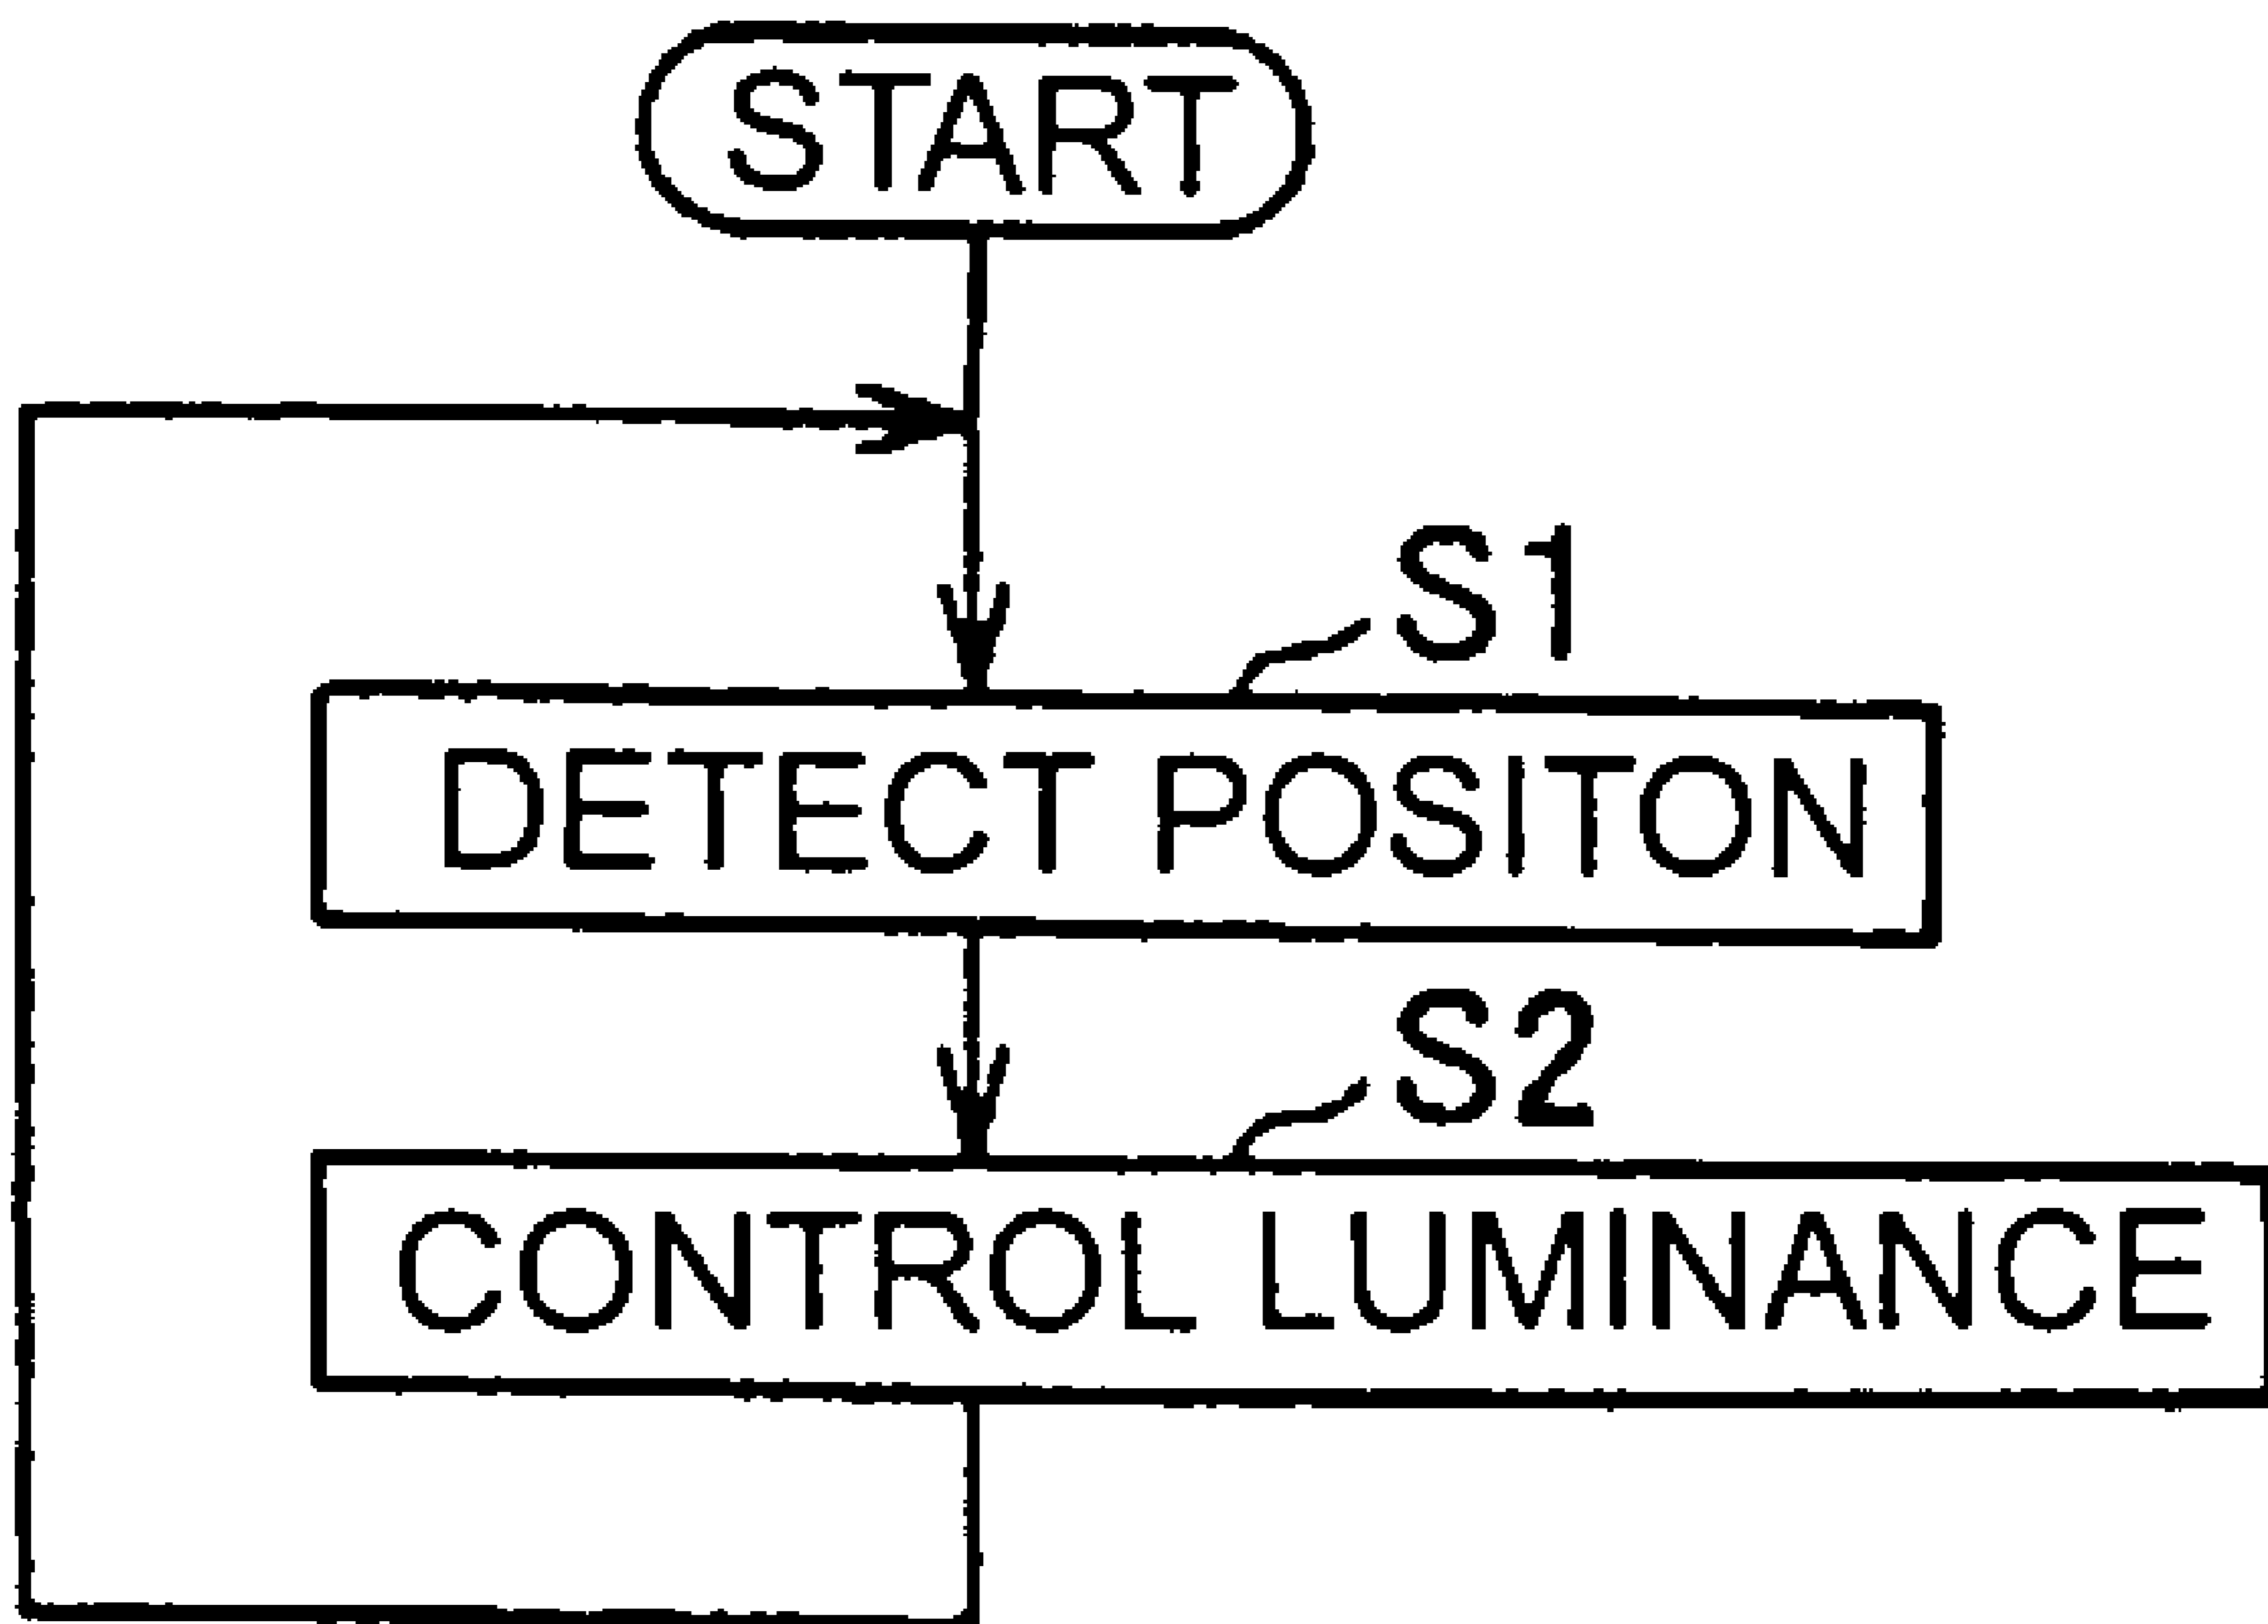 START
S1
DETECT POSITON
S2
CONTROL LUMINANCE